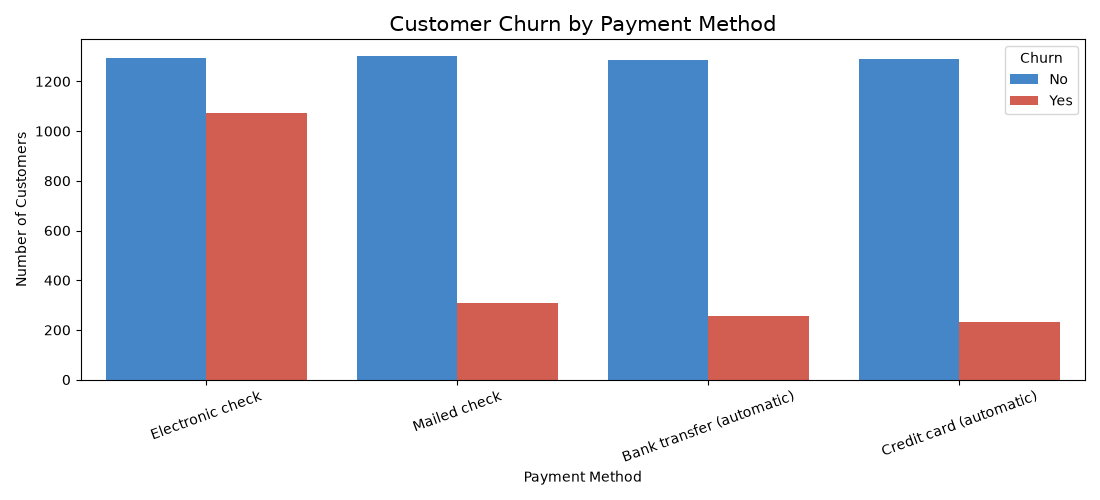 Customer Churn by Payment Method
Churn
No
Yes
Number of Customers
1200
1000
800
600
400
200
0
Electronic check
Mailed check
Bank transfer (automatic)
Credit card (automatic)
Payment Method